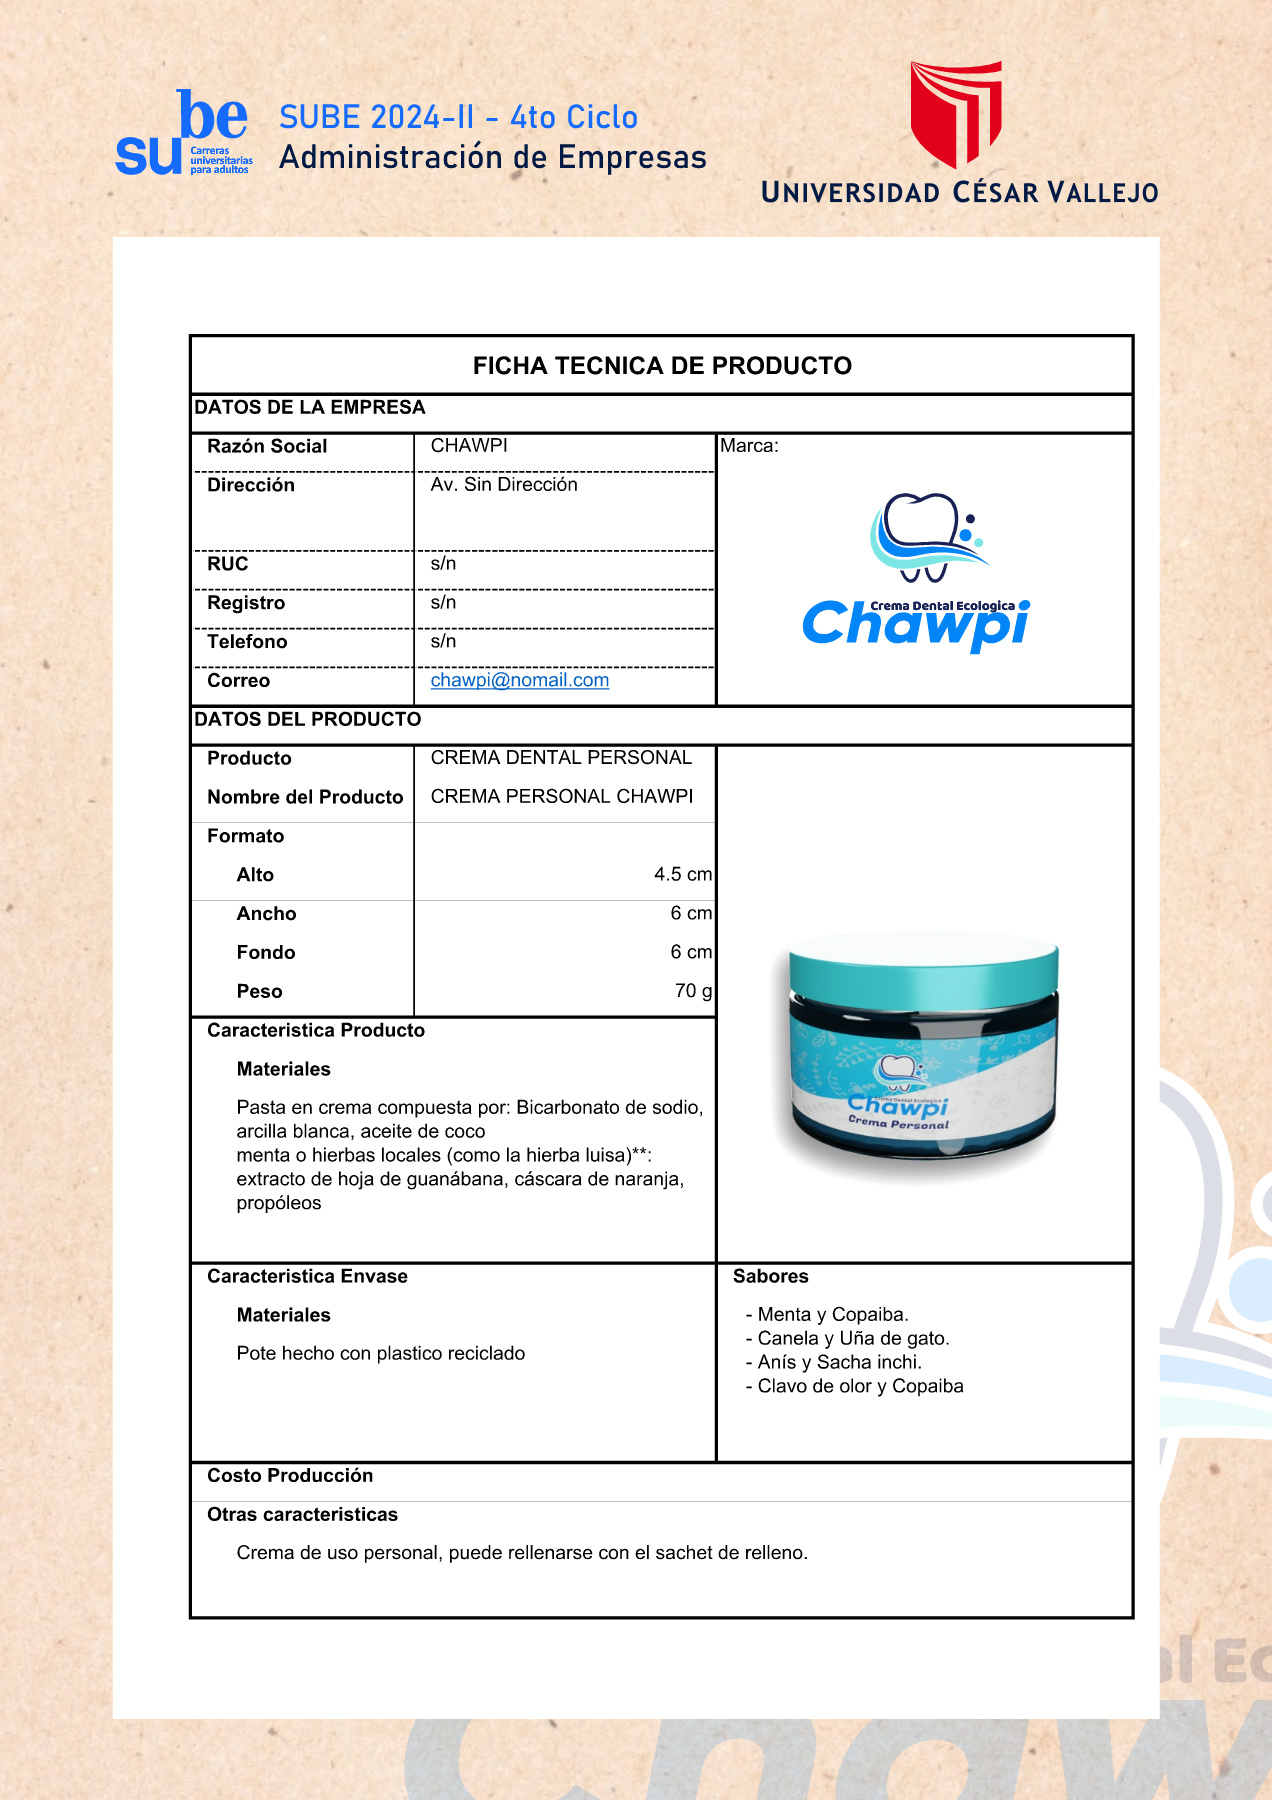 be
su
Carreras
universitarias
para adultos
SUBE 2024-II - 4to Ciclo
Administración de Empresas
UNIVERSIDAD CÉSAR VALLEJO
FICHA TECNICA DE PRODUCTO
DATOS DE LA EMPRESA
Razón Social CHAWPI Marca:
Dirección Av. Sin Dirección
RUC s/n
Registro s/n
Telefono s/n
Correo chawpi@nomail.com
Crema Dental Ecologica
Chawpi
DATOS DEL PRODUCTO
Producto CREMA DENTAL PERSONAL
Nombre del Producto CREMA PERSONAL CHAWPI
Formato
Alto 4.5 cm
Ancho 6 cm
Fondo 6 cm
Peso 70 g
Crema Dental Ecologica
Chawpi
Crema Personal
Caracteristica Producto
Materiales
Pasta en crema compuesta por: Bicarbonato de sodio,
arcilla blanca, aceite de coco
menta o hierbas locales (como la hierba luisa)**:
extracto de hoja de guanábana, cáscara de naranja,
propóleos
Caracteristica Envase
Materiales
Pote hecho con plastico reciclado
Sabores
- Menta y Copaiba.
- Canela y Uña de gato.
- Anís y Sacha inchi.
- Clavo de olor y Copaiba
Costo Producción
Otras caracteristicas
Crema de uso personal, puede rellenarse con el sachet de relleno.